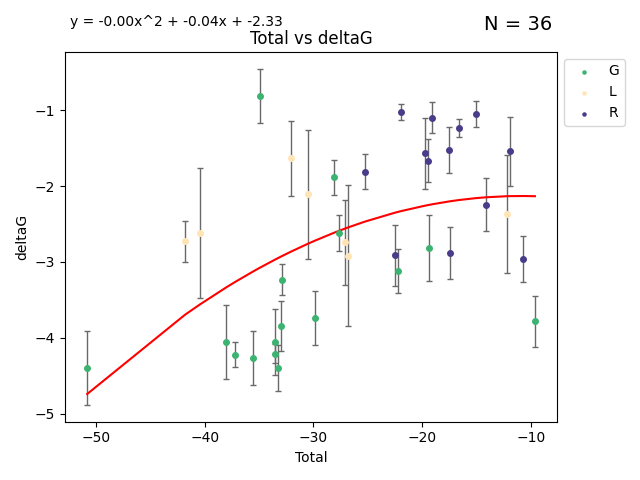 y = -0.00x^2 + -0.04x + -2.33
N = 36
Total vs deltaG
G
L
R
deltaG
−1
−2
−3
−4
−5
−50
−40
−30
−20
−10
Total